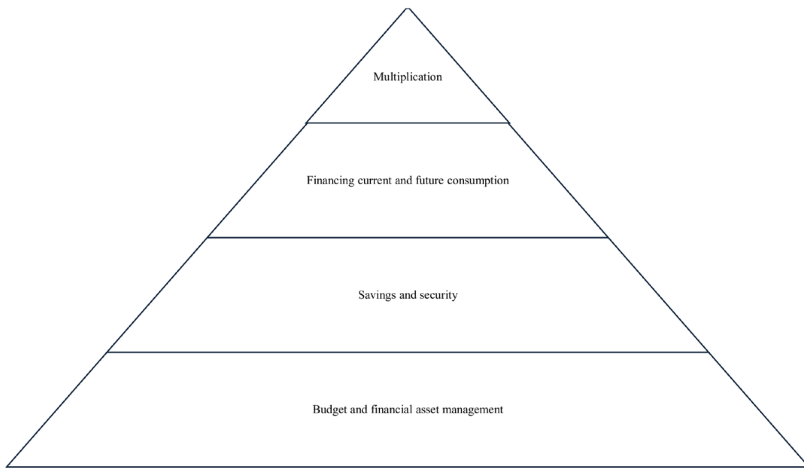 Multiplication
Financing current and future consumption
Savings and security
Budget and financial asset management